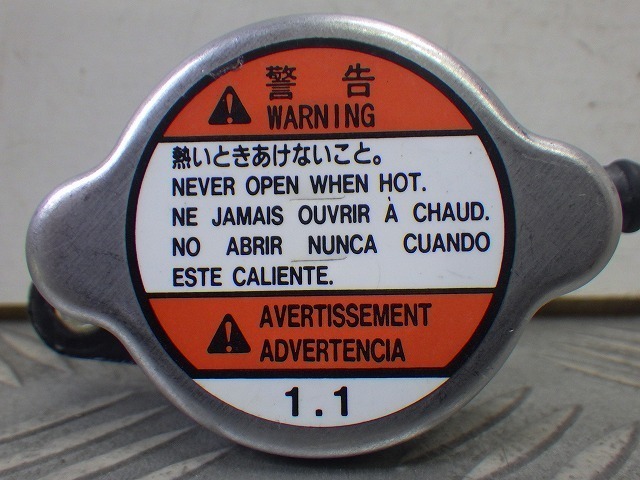 警告
WARNING
熱いときあけないこと。
NEVER OPEN WHEN HOT.
NE JAMAIS OUVRIR À CHAUD.
NO ABRIR NUNCA CUANDO
ESTE CALIENTE.
AVERTISSEMENT
ADVERTENCIA
1.1